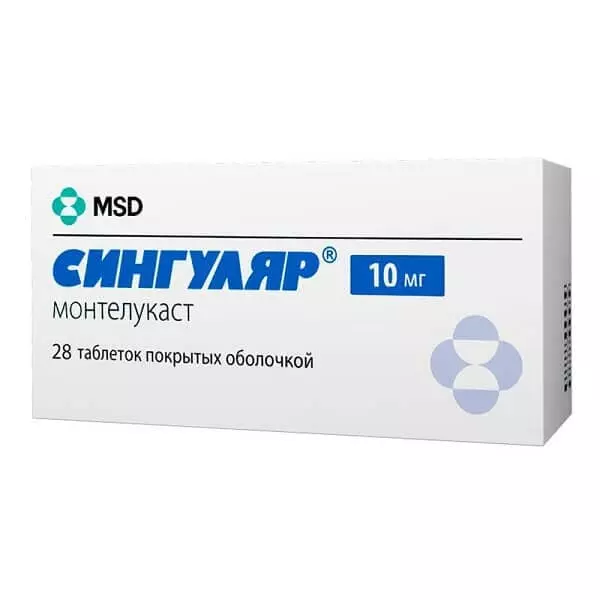 MSD
СИНГУЛЯР® 10 мг
монтелукаст
28 таблеток покрытых оболочкой